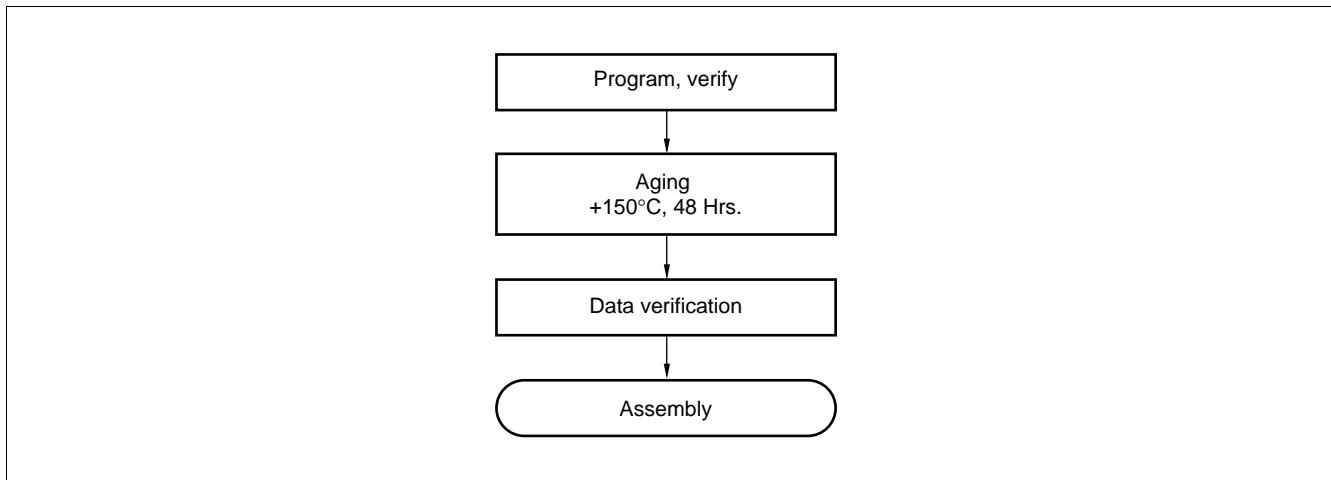 Program, verify
Aging
+150°C, 48 Hrs.
Data verification
Assembly